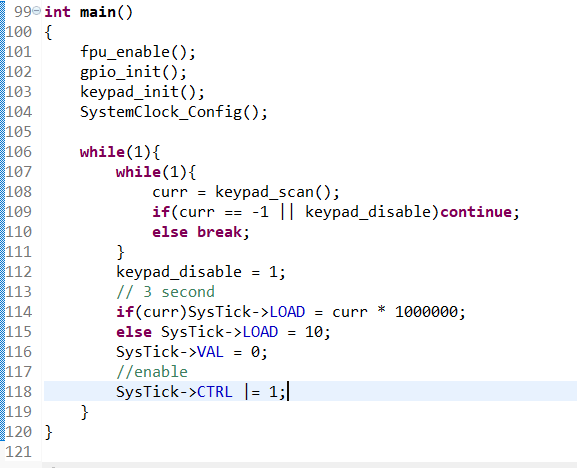 99 int main()
100 {
101     fpu_enable();
102     gpio_init();
103     keypad_init();
104     SystemClock_Config();
105
106     while(1){
107         while(1){
108             curr = keypad_scan();
109             if(curr == -1 || keypad_disable)continue;
110             else break;
111         }
112         keypad_disable = 1;
113         // 3 second
114         if(curr)SysTick->LOAD = curr * 1000000;
115         else SysTick->LOAD = 10;
116         SysTick->VAL = 0;
117         //enable
118         SysTick->CTRL |= 1;
119     }
120 }
121